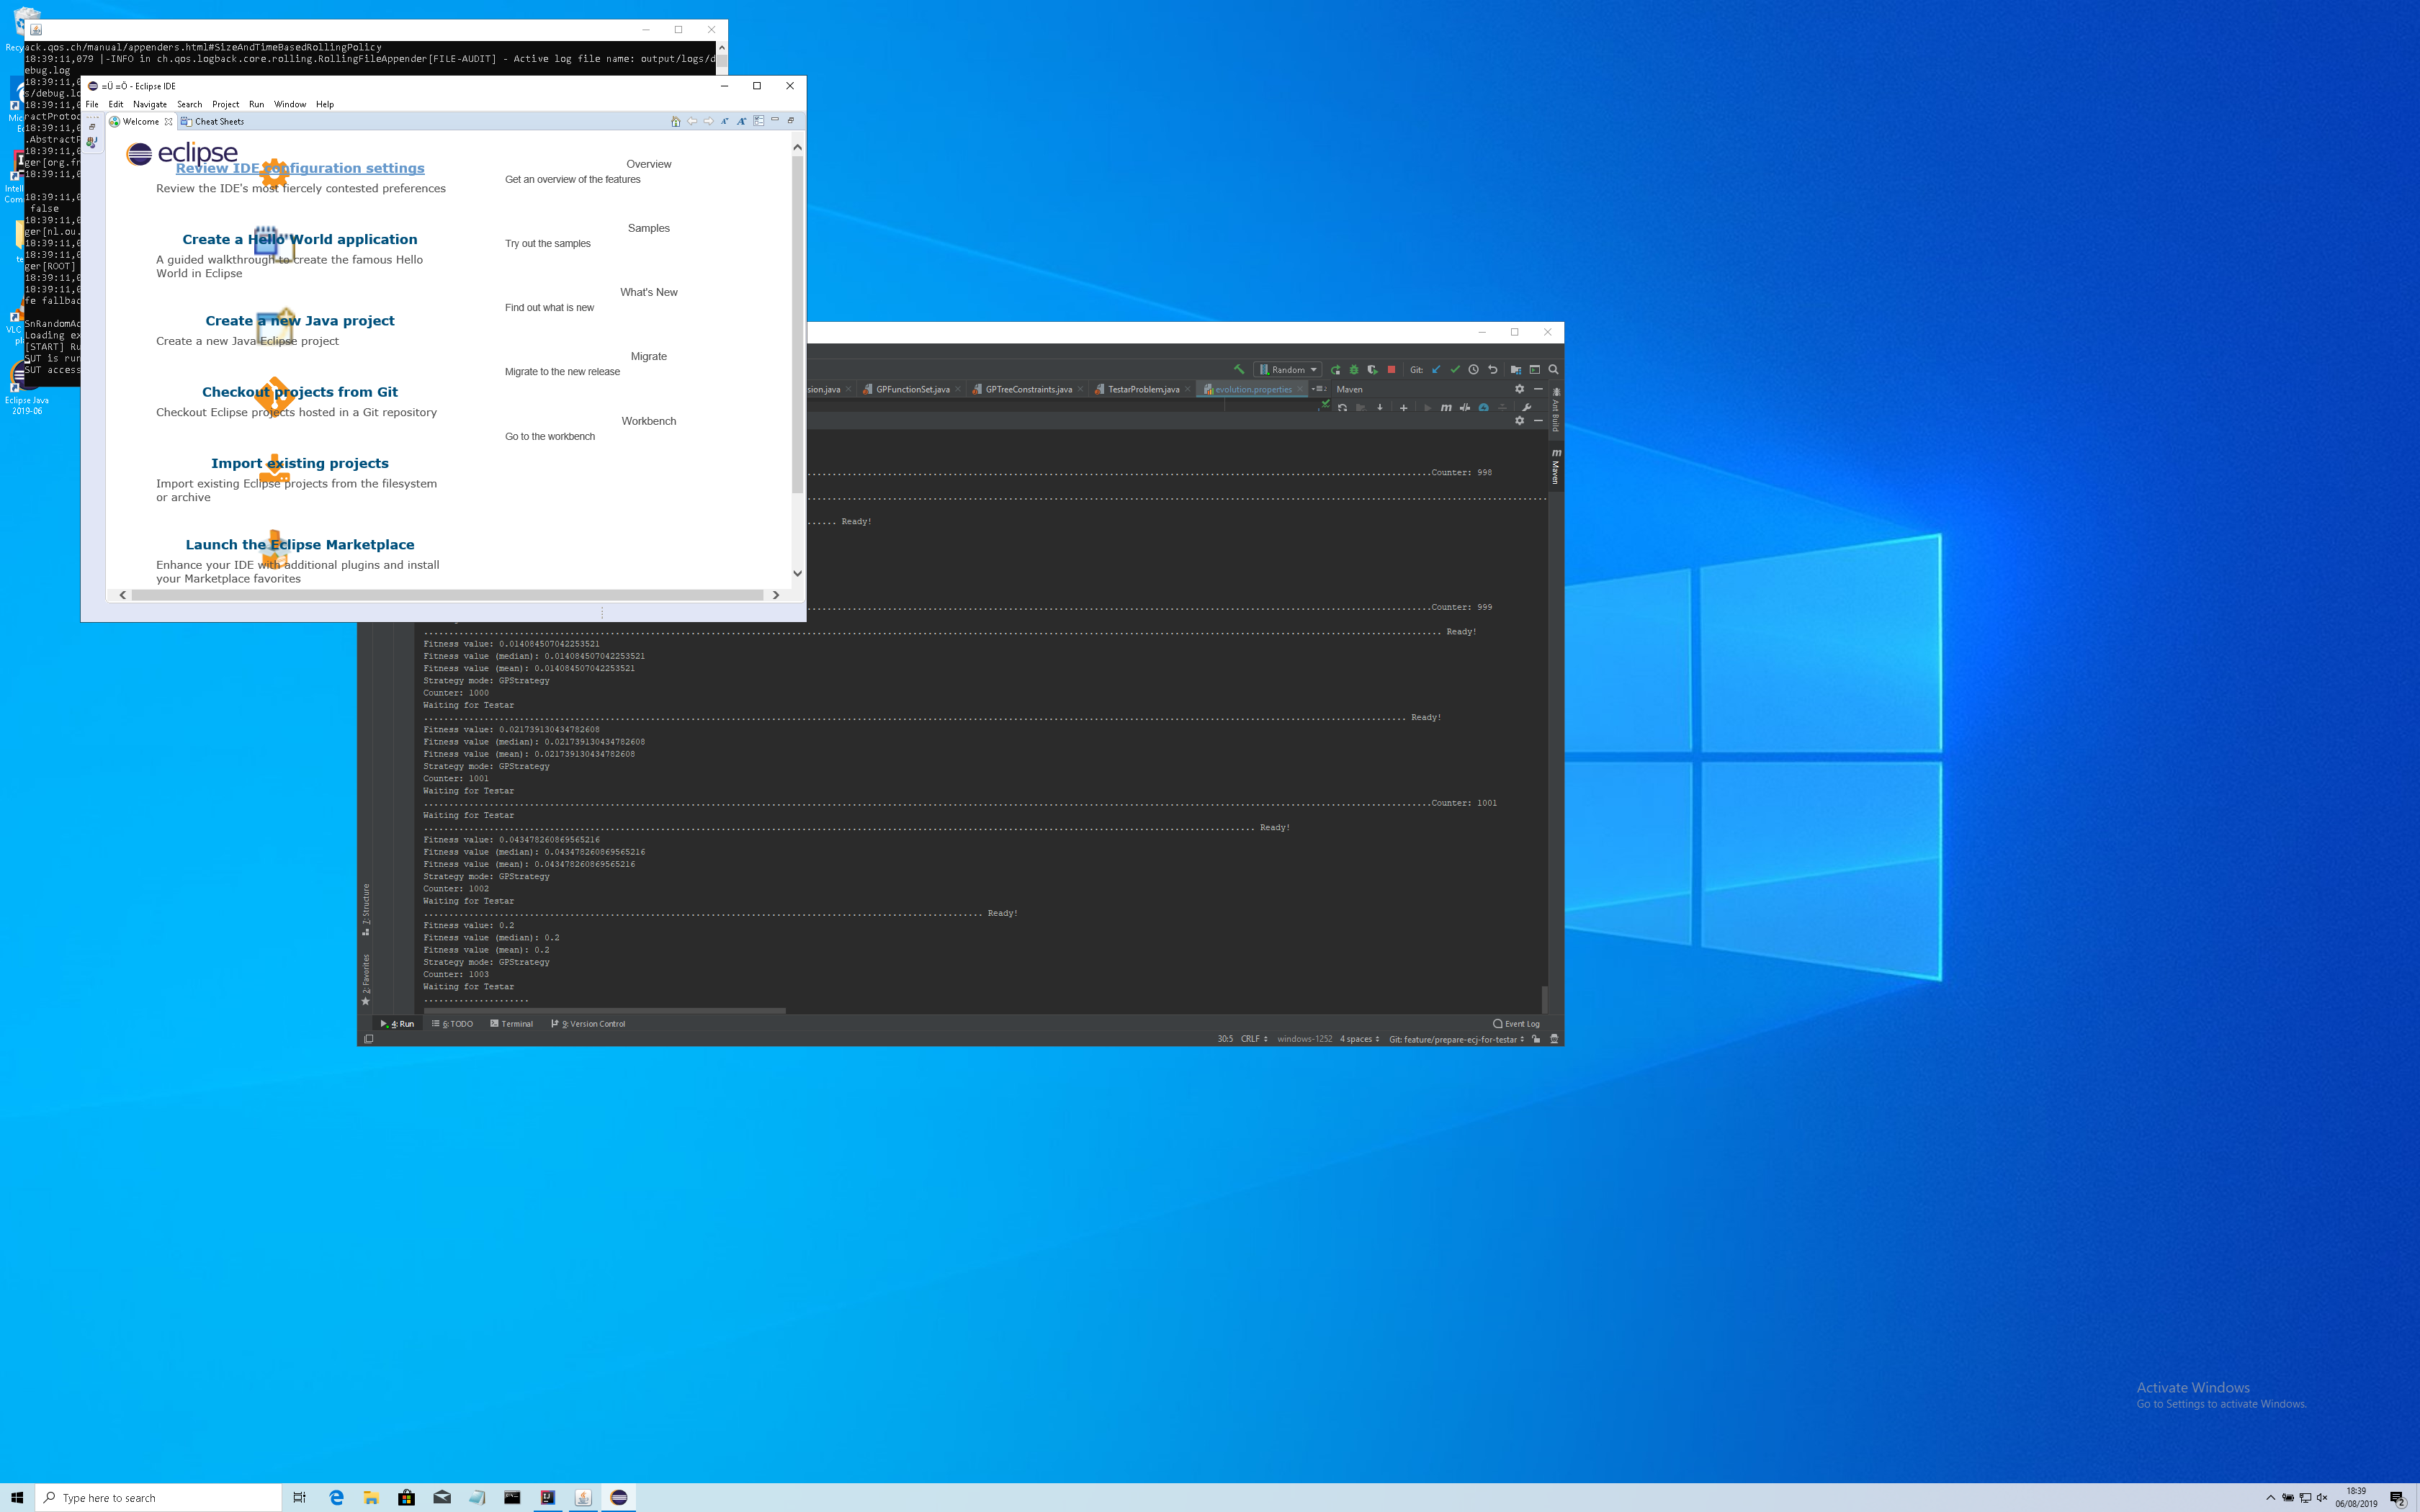 ack.qos.ch/manual/appenders.html#SizeAndTimeBasedRollingPolicy
18:39:11,079 |-INFO in ch.qos.logback.core.rolling.RollingFileAppender[FILE-AUDIT] - Active log file name: output/logs/d
ebug.log
18:39:11,0
s/debug.lo
18:39:11,0
ractProtoc
18:39:11,0
.AbstractP
18:39:11,0
ger[org.fr
18:39:11,0
18:39:11,0
false
18:39:11,0
ger[nl.ou.
18:39:11,0
18:39:11,0
ger[ROOT]
18:39:11,0
18:39:11,0
fe fallbac
SnRandomAc
Loading ex
[START] Ru
SUT is run
SUT access
Eclipse Java
2019-06
=Ü =Ö - Eclipse IDE
File Edit Navigate Search Project Run Window Help
Welcome Cheat Sheets
eclipse
Review IDE configuration settings
Review the IDE's most fiercely contested preferences
Create a Hello World application
A guided walkthrough to create the famous Hello
World in Eclipse
Create a new Java project
Create a new Java Eclipse project
Checkout projects from Git
Checkout Eclipse projects hosted in a Git repository
Import existing projects
Import existing Eclipse projects from the filesystem
or archive
Launch the Eclipse Marketplace
Enhance your IDE with additional plugins and install
your Marketplace favorites
Overview
Get an overview of the features
Samples
Try out the samples
What's New
Find out what is new
Migrate
Migrate to the new release
Workbench
Go to the workbench
Random Git:
sion.java GPFunctionSet.java GPTreeConstraints.java TestarProblem.java evolution.properties Maven
Ant Build
Maven
Counter: 998
Ready!
Counter: 999
Ready!
Fitness value: 0.014084507042253521
Fitness value (median): 0.014084507042253521
Fitness value (mean): 0.014084507042253521
Strategy mode: GPStrategy
Counter: 1000
Waiting for Testar
Ready!
Fitness value: 0.021739130434782608
Fitness value (median): 0.021739130434782608
Fitness value (mean): 0.021739130434782608
Strategy mode: GPStrategy
Counter: 1001
Waiting for Testar
Counter: 1001
Waiting for Testar
Ready!
Fitness value: 0.043478260869565216
Fitness value (median): 0.043478260869565216
Fitness value (mean): 0.043478260869565216
Strategy mode: GPStrategy
Counter: 1002
Waiting for Testar
Ready!
Fitness value: 0.2
Fitness value (median): 0.2
Fitness value (mean): 0.2
Strategy mode: GPStrategy
Counter: 1003
Waiting for Testar
7: Structure
2: Favorites
4: Run 6: TODO Terminal 9: Version Control Event Log
30:5 CRLF windows-1252 4 spaces Git: feature/prepare-ecj-for-testar
Activate Windows
Go to Settings to activate Windows.
Type here to search
18:39
06/08/2019
2